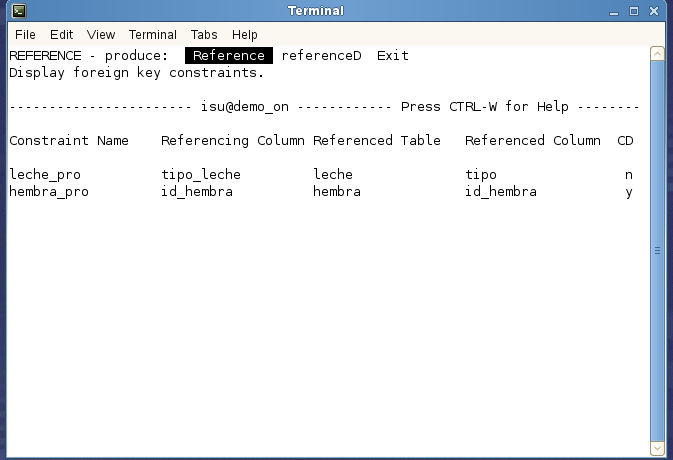 Terminal
File Edit View Terminal Tabs Help
REFERENCE - produce: Reference referenceD Exit
Display foreign key constraints.
----------------------- isu@demo_on ------------ Press CTRL-W for Help --------
Constraint Name Referencing Column Referenced Table Referenced Column CD
leche_pro tipo_leche leche tipo n
hembra_pro id_hembra hembra id_hembra y